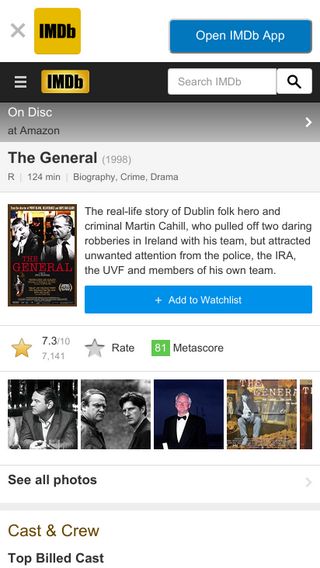 IMDb
Open IMDb App
IMDb
Search IMDb
On Disc
at Amazon
The General (1998)
R | 124 min | Biography, Crime, Drama
The real-life story of Dublin folk hero and
criminal Martin Cahill, who pulled off two daring
robberies in Ireland with his team, but attracted
unwanted attention from the police, the IRA,
the UVF and members of his own team.
THE
GENERAL
+ Add to Watchlist
7.3/10
7,141
Rate
81 Metascore
THE
GENERAL
See all photos
Cast & Crew
Top Billed Cast